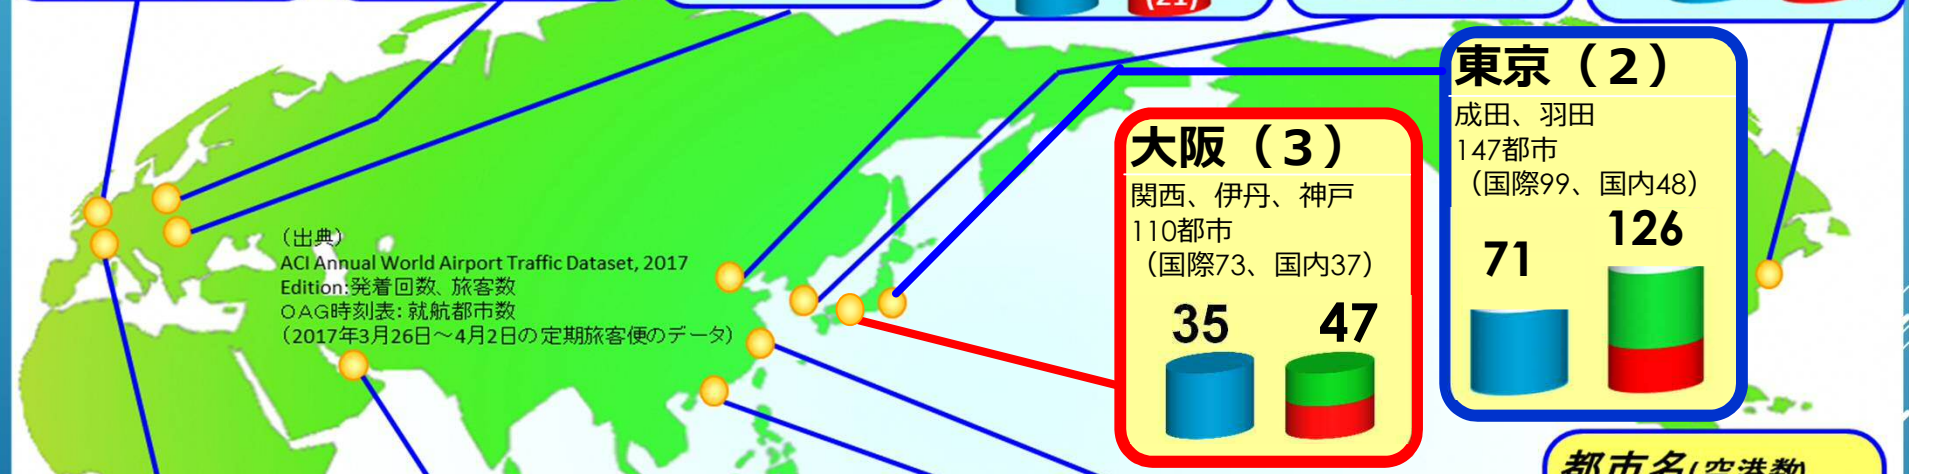 (21)
東京（２）
成田、羽田
147都市
（国際99、国内48）
71
126
大阪（３）
関西、伊丹、神戸
110都市
（国際73、国内37）
35
47
（出典）
ACI Annual World Airport Traffic Dataset, 2017
Edition:発着回数、旅客数
ＯＡＧ時刻表：就航都市数
（2017年3月26日～4月2日の定期旅客便のデータ）
都市名(空港数)